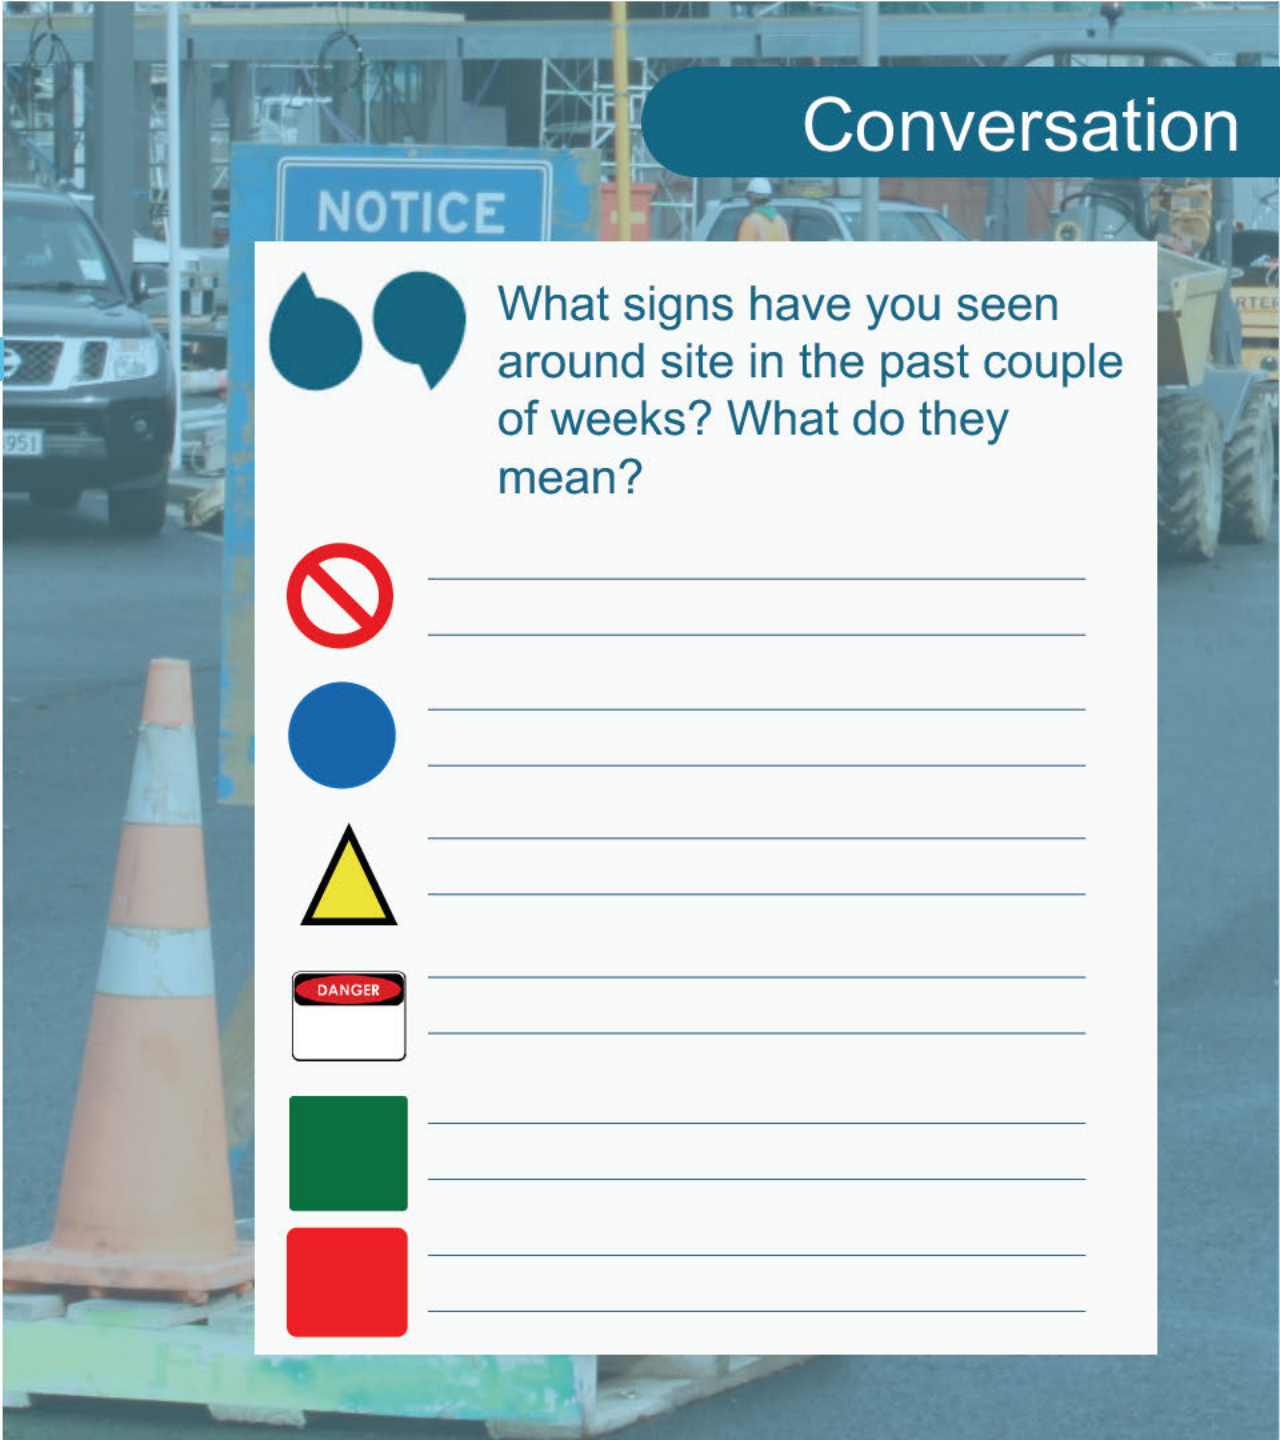 Conversation
NOTICE
What signs have you seen
around site in the past couple
of weeks? What do they
mean?
DANGER
951